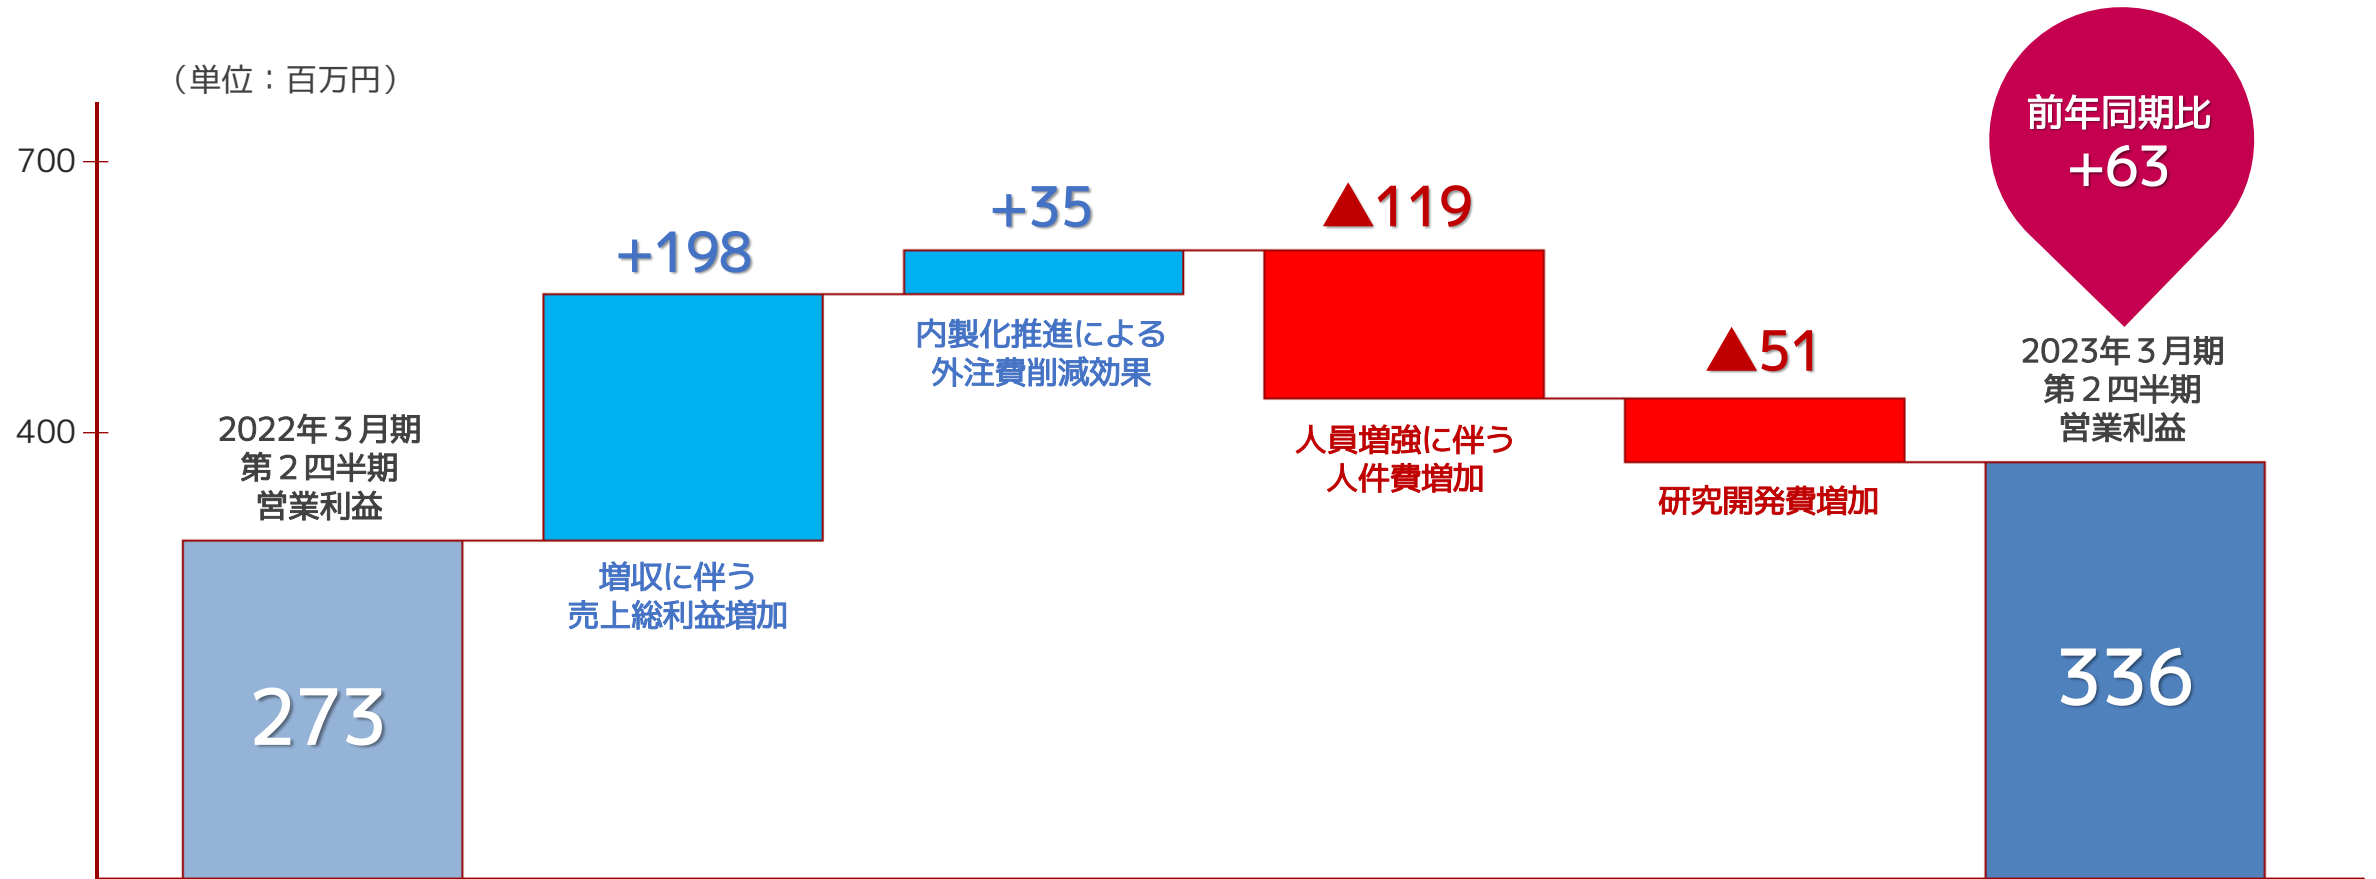 （単位：百万円）
700
400
2022年３月期
第２四半期
営業利益
273
+198
増収に伴う
売上総利益増加
+35
内製化推進による
外注費削減効果
▲119
人員増強に伴う
人件費増加
▲51
研究開発費増加
前年同期比
+63
2023年３月期
第２四半期
営業利益
336